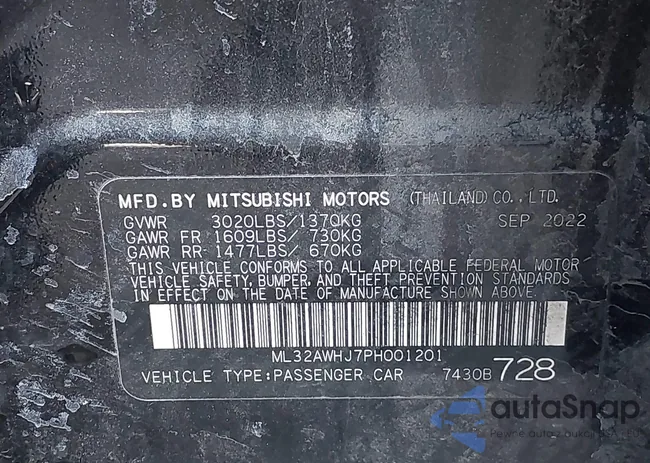 MFD. BY MITSUBISHI MOTORS (THAILAND) CO., LTD.
GVWR 3020LBS/1370KG SEP 2022
GAWR FR 1609LBS/ 730KG
GAWR RR 1477LBS/ 670KG
THIS VEHICLE CONFORMS TO ALL APPLICABLE FEDERAL MOTOR
VEHICLE SAFETY, BUMPER, AND THEFT PREVENTION STANDARDS
IN EFFECT ON THE DATE OF MANUFACTURE SHOWN ABOVE.
ML32AWHJ7PH001201
VEHICLE TYPE:PASSENGER CAR 7430B 728
autaSnap